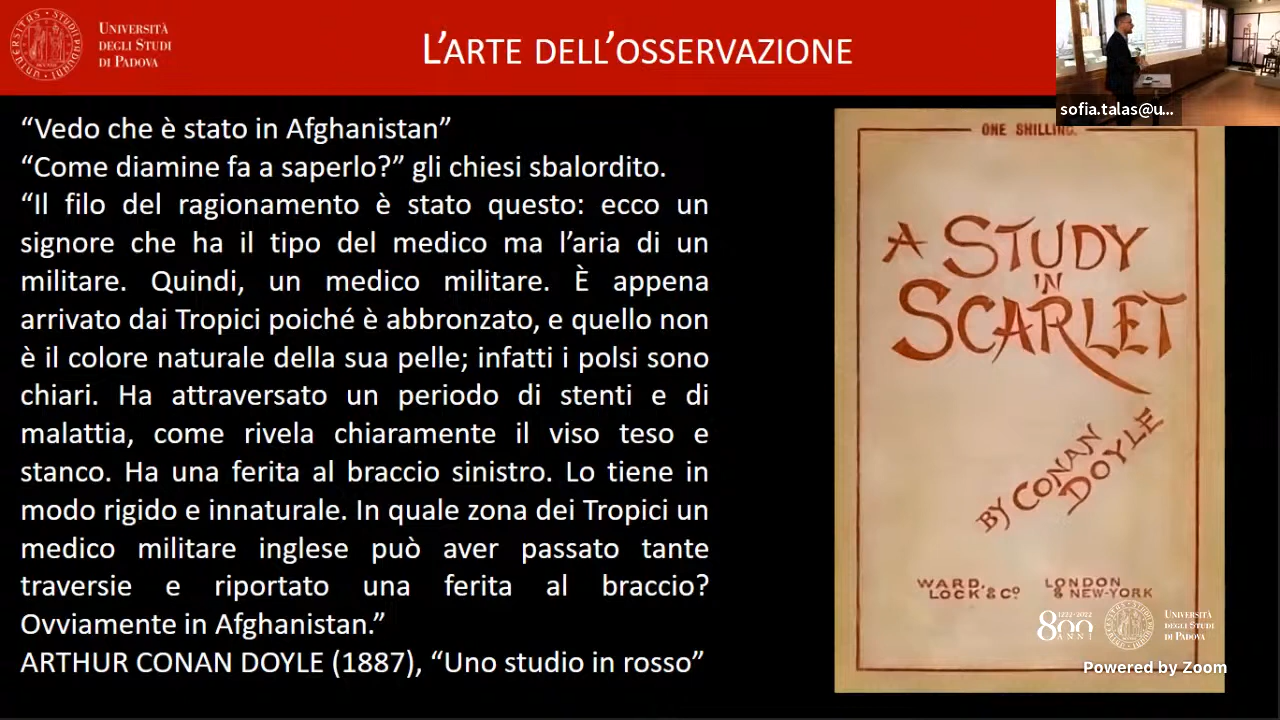 UNIVERSITÀ
DEGLI STUDI
DI PADOVA
L'ARTE DELL'OSSERVAZIONE
sofia.talas@u...
“Vedo che è stato in Afghanistan”
“Come diamine fa a saperlo?” gli chiesi sbalordito.
“Il filo del ragionamento è stato questo: ecco un
signore che ha il tipo del medico ma l’aria di un
militare. Quindi, un medico militare. È appena
arrivato dai Tropici poiché è abbronzato, e quello non
è il colore naturale della sua pelle; infatti i polsi sono
chiari. Ha attraversato un periodo di stenti e di
malattia, come rivela chiaramente il viso teso e
stanco. Ha una ferita al braccio sinistro. Lo tiene in
modo rigido e innaturale. In quale zona dei Tropici un
medico militare inglese può aver passato tante
traversie e riportato una ferita al braccio?
Ovviamente in Afghanistan.”
ARTHUR CONAN DOYLE (1887), “Uno studio in rosso”
ONE SHILLING.
A STUDY
IN
SCARLET
BY CONAN
DOYLE
WARD,
LOCK & Cº
LONDON
& NEW-YORK
1222·2022
800
ANNI
UNIVERSITÀ
DEGLI STUDI
DI PADOVA
Powered by Zoom